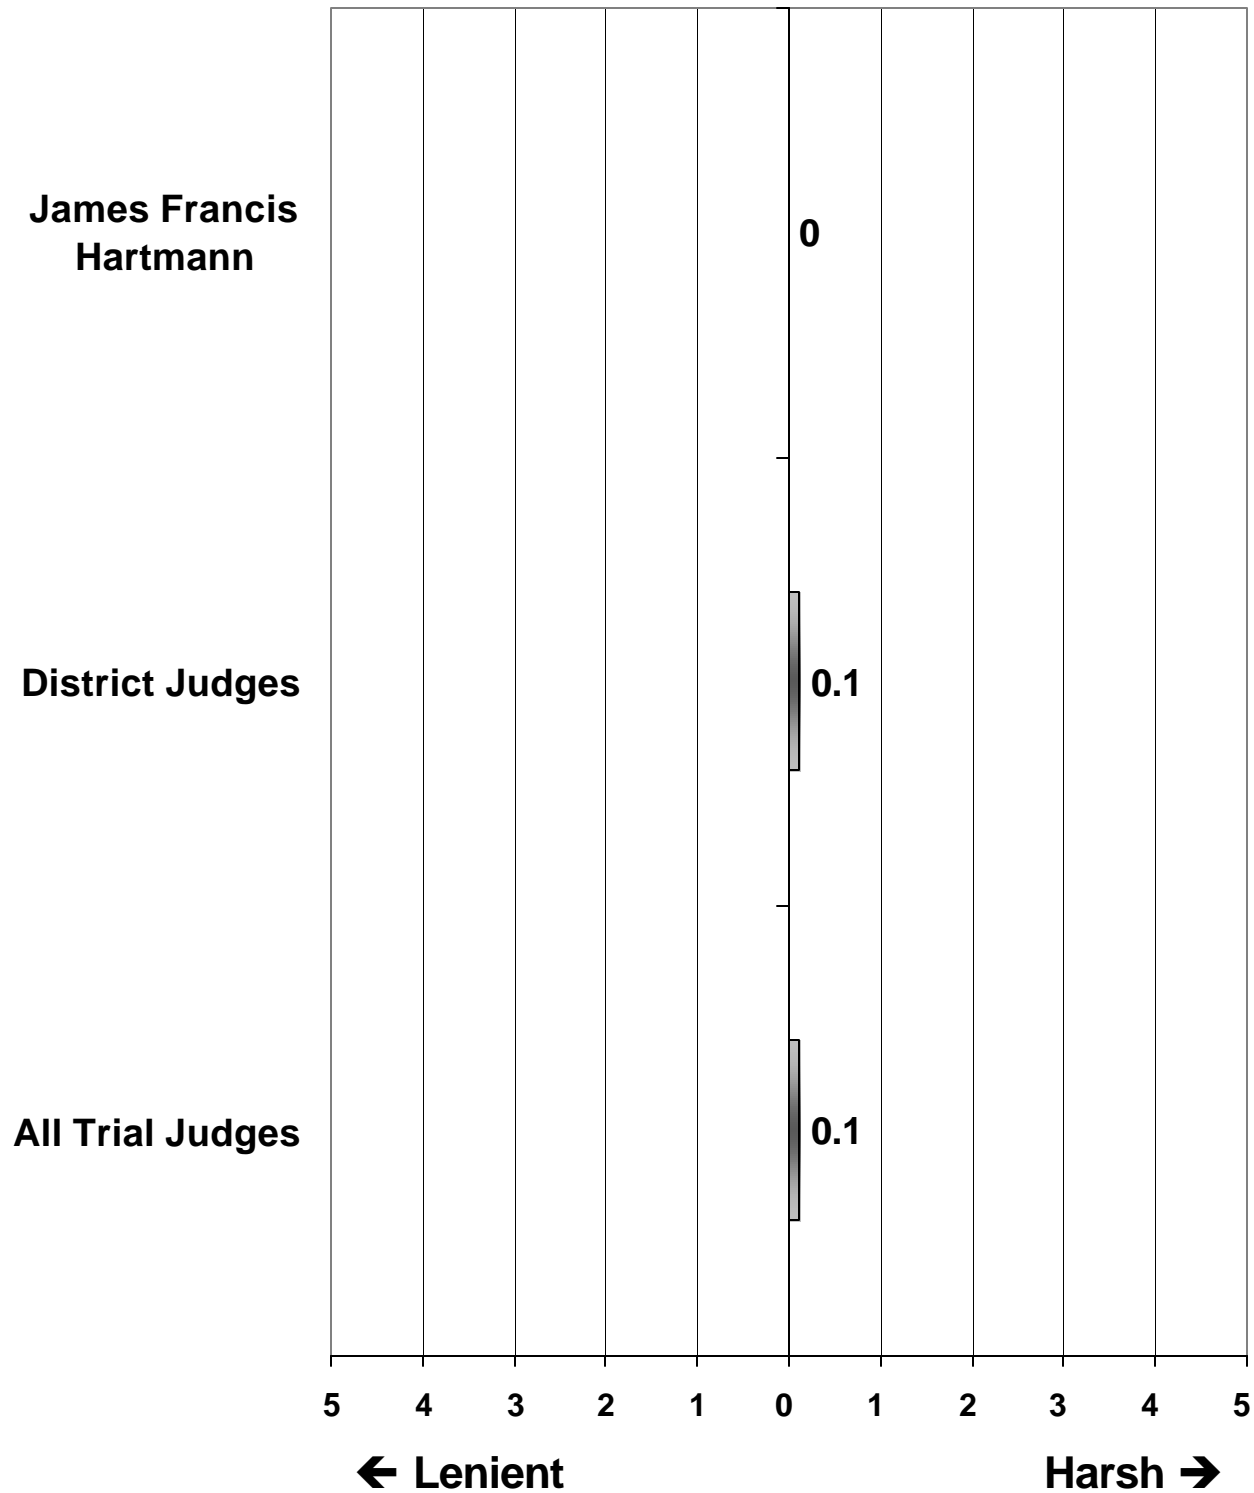 James Francis
Hartmann
0
District Judges
0.1
All Trial Judges
0.1
5 4 3 2 1 0 1 2 3 4 5
← Lenient Harsh →